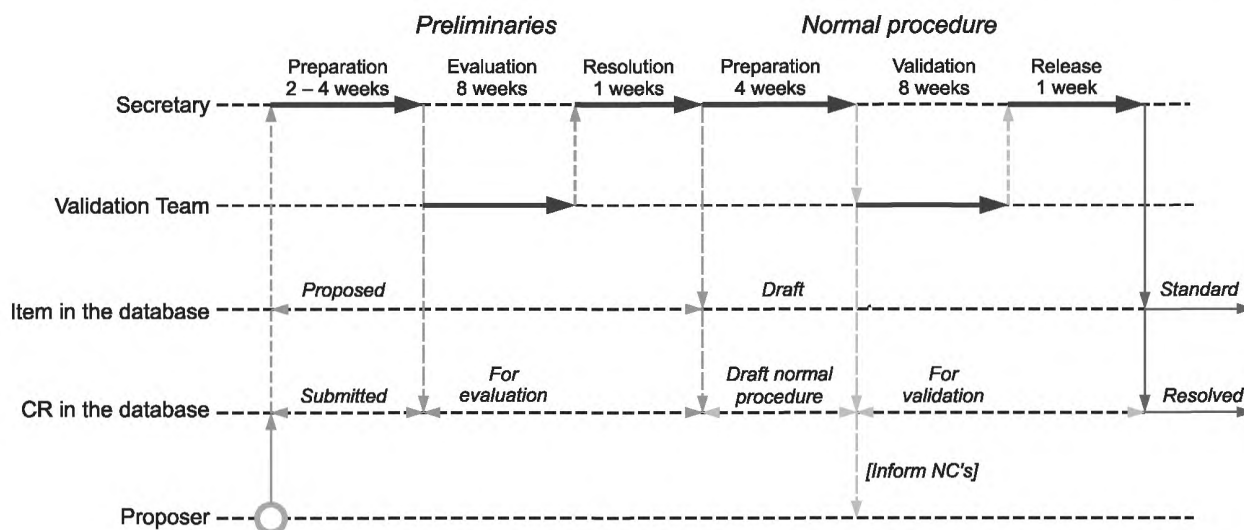 Preliminaries
Normal procedure
Preparation
2 – 4 weeks
Evaluation
8 weeks
Resolution
1 weeks
Preparation
4 weeks
Validation
8 weeks
Release
1 week
Secretary
Validation Team
Proposed
Draft
Standard
Item in the database
Submitted
For
evaluation
Draft normal
procedure
For
validation
Resolved
CR in the database
[Inform NC's]
Proposer